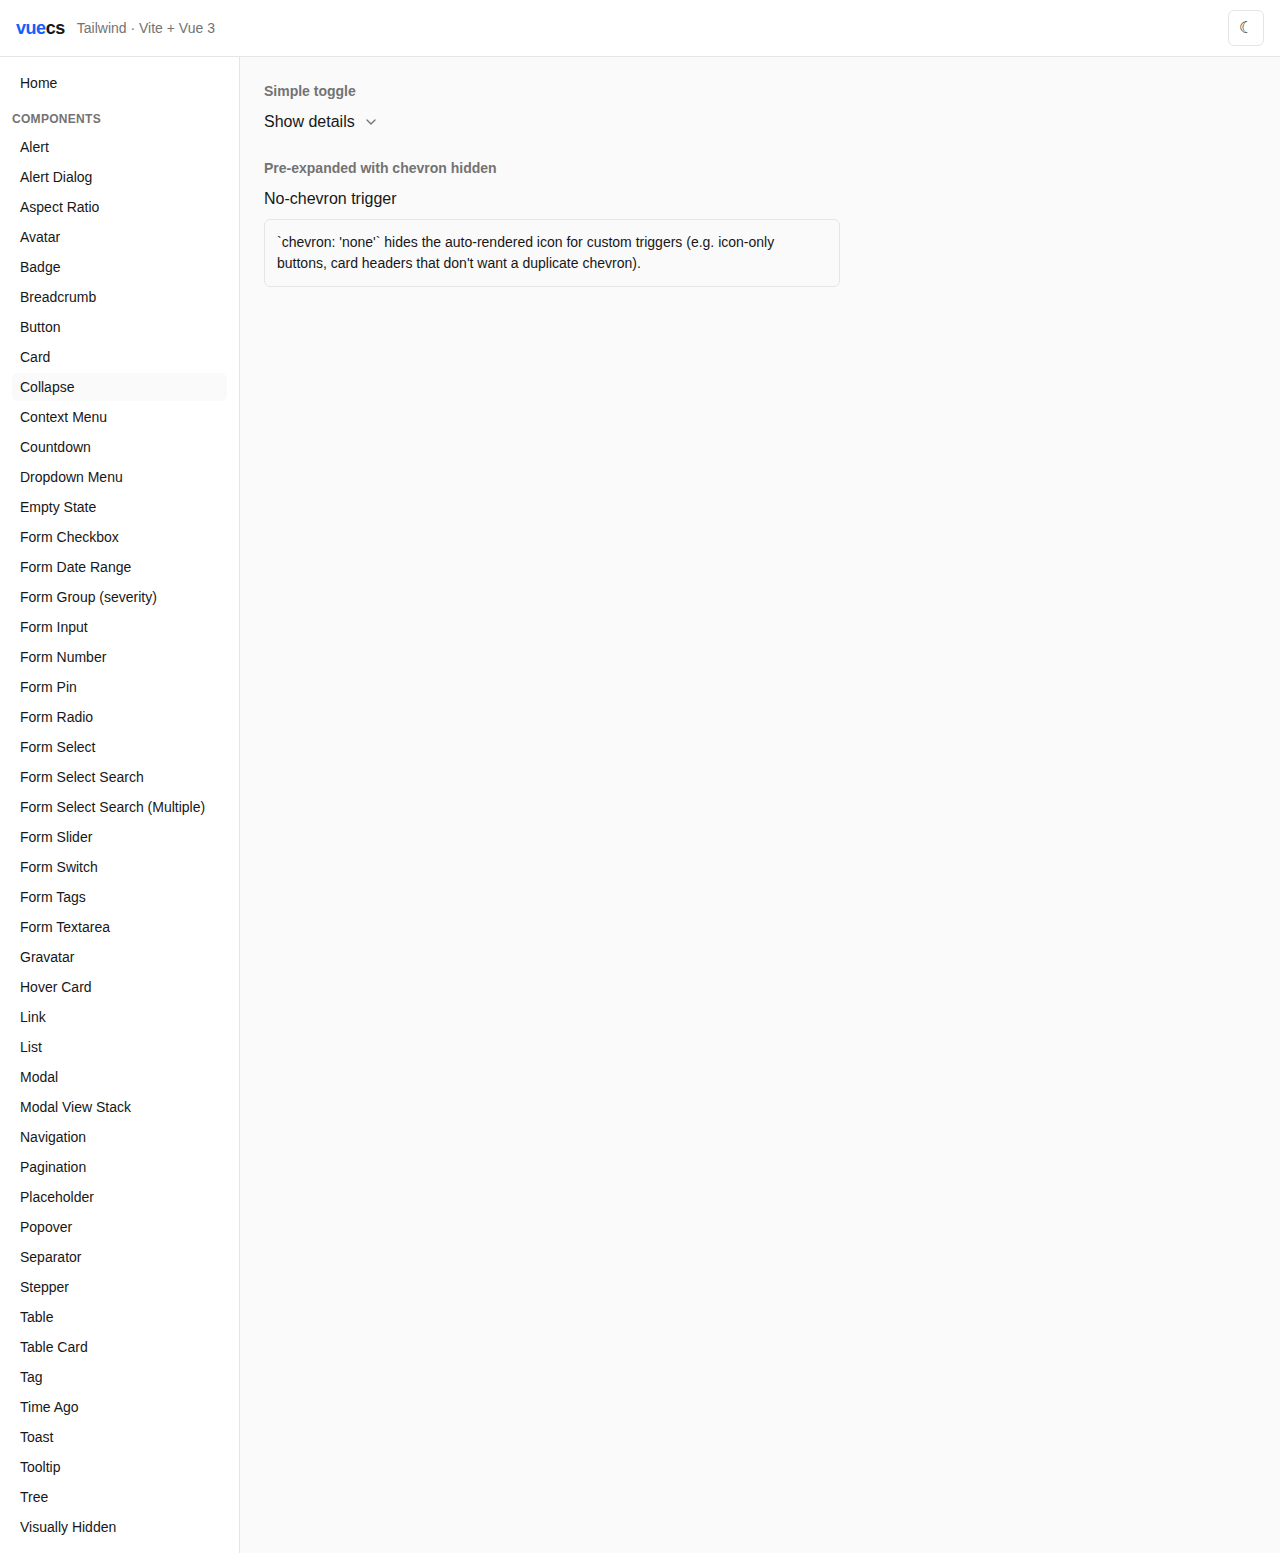 vuecs Tailwind · Vite + Vue 3
Home
COMPONENTS
Alert
Alert Dialog
Aspect Ratio
Avatar
Badge
Breadcrumb
Button
Card
Collapse
Context Menu
Countdown
Dropdown Menu
Empty State
Form Checkbox
Form Date Range
Form Group (severity)
Form Input
Form Number
Form Pin
Form Radio
Form Select
Form Select Search
Form Select Search (Multiple)
Form Slider
Form Switch
Form Tags
Form Textarea
Gravatar
Hover Card
Link
List
Modal
Modal View Stack
Navigation
Pagination
Placeholder
Popover
Separator
Stepper
Table
Table Card
Tag
Time Ago
Toast
Tooltip
Tree
Visually Hidden
Simple toggle
Show details
Pre-expanded with chevron hidden
No-chevron trigger
`chevron: 'none'` hides the auto-rendered icon for custom triggers (e.g. icon-only
buttons, card headers that don't want a duplicate chevron).